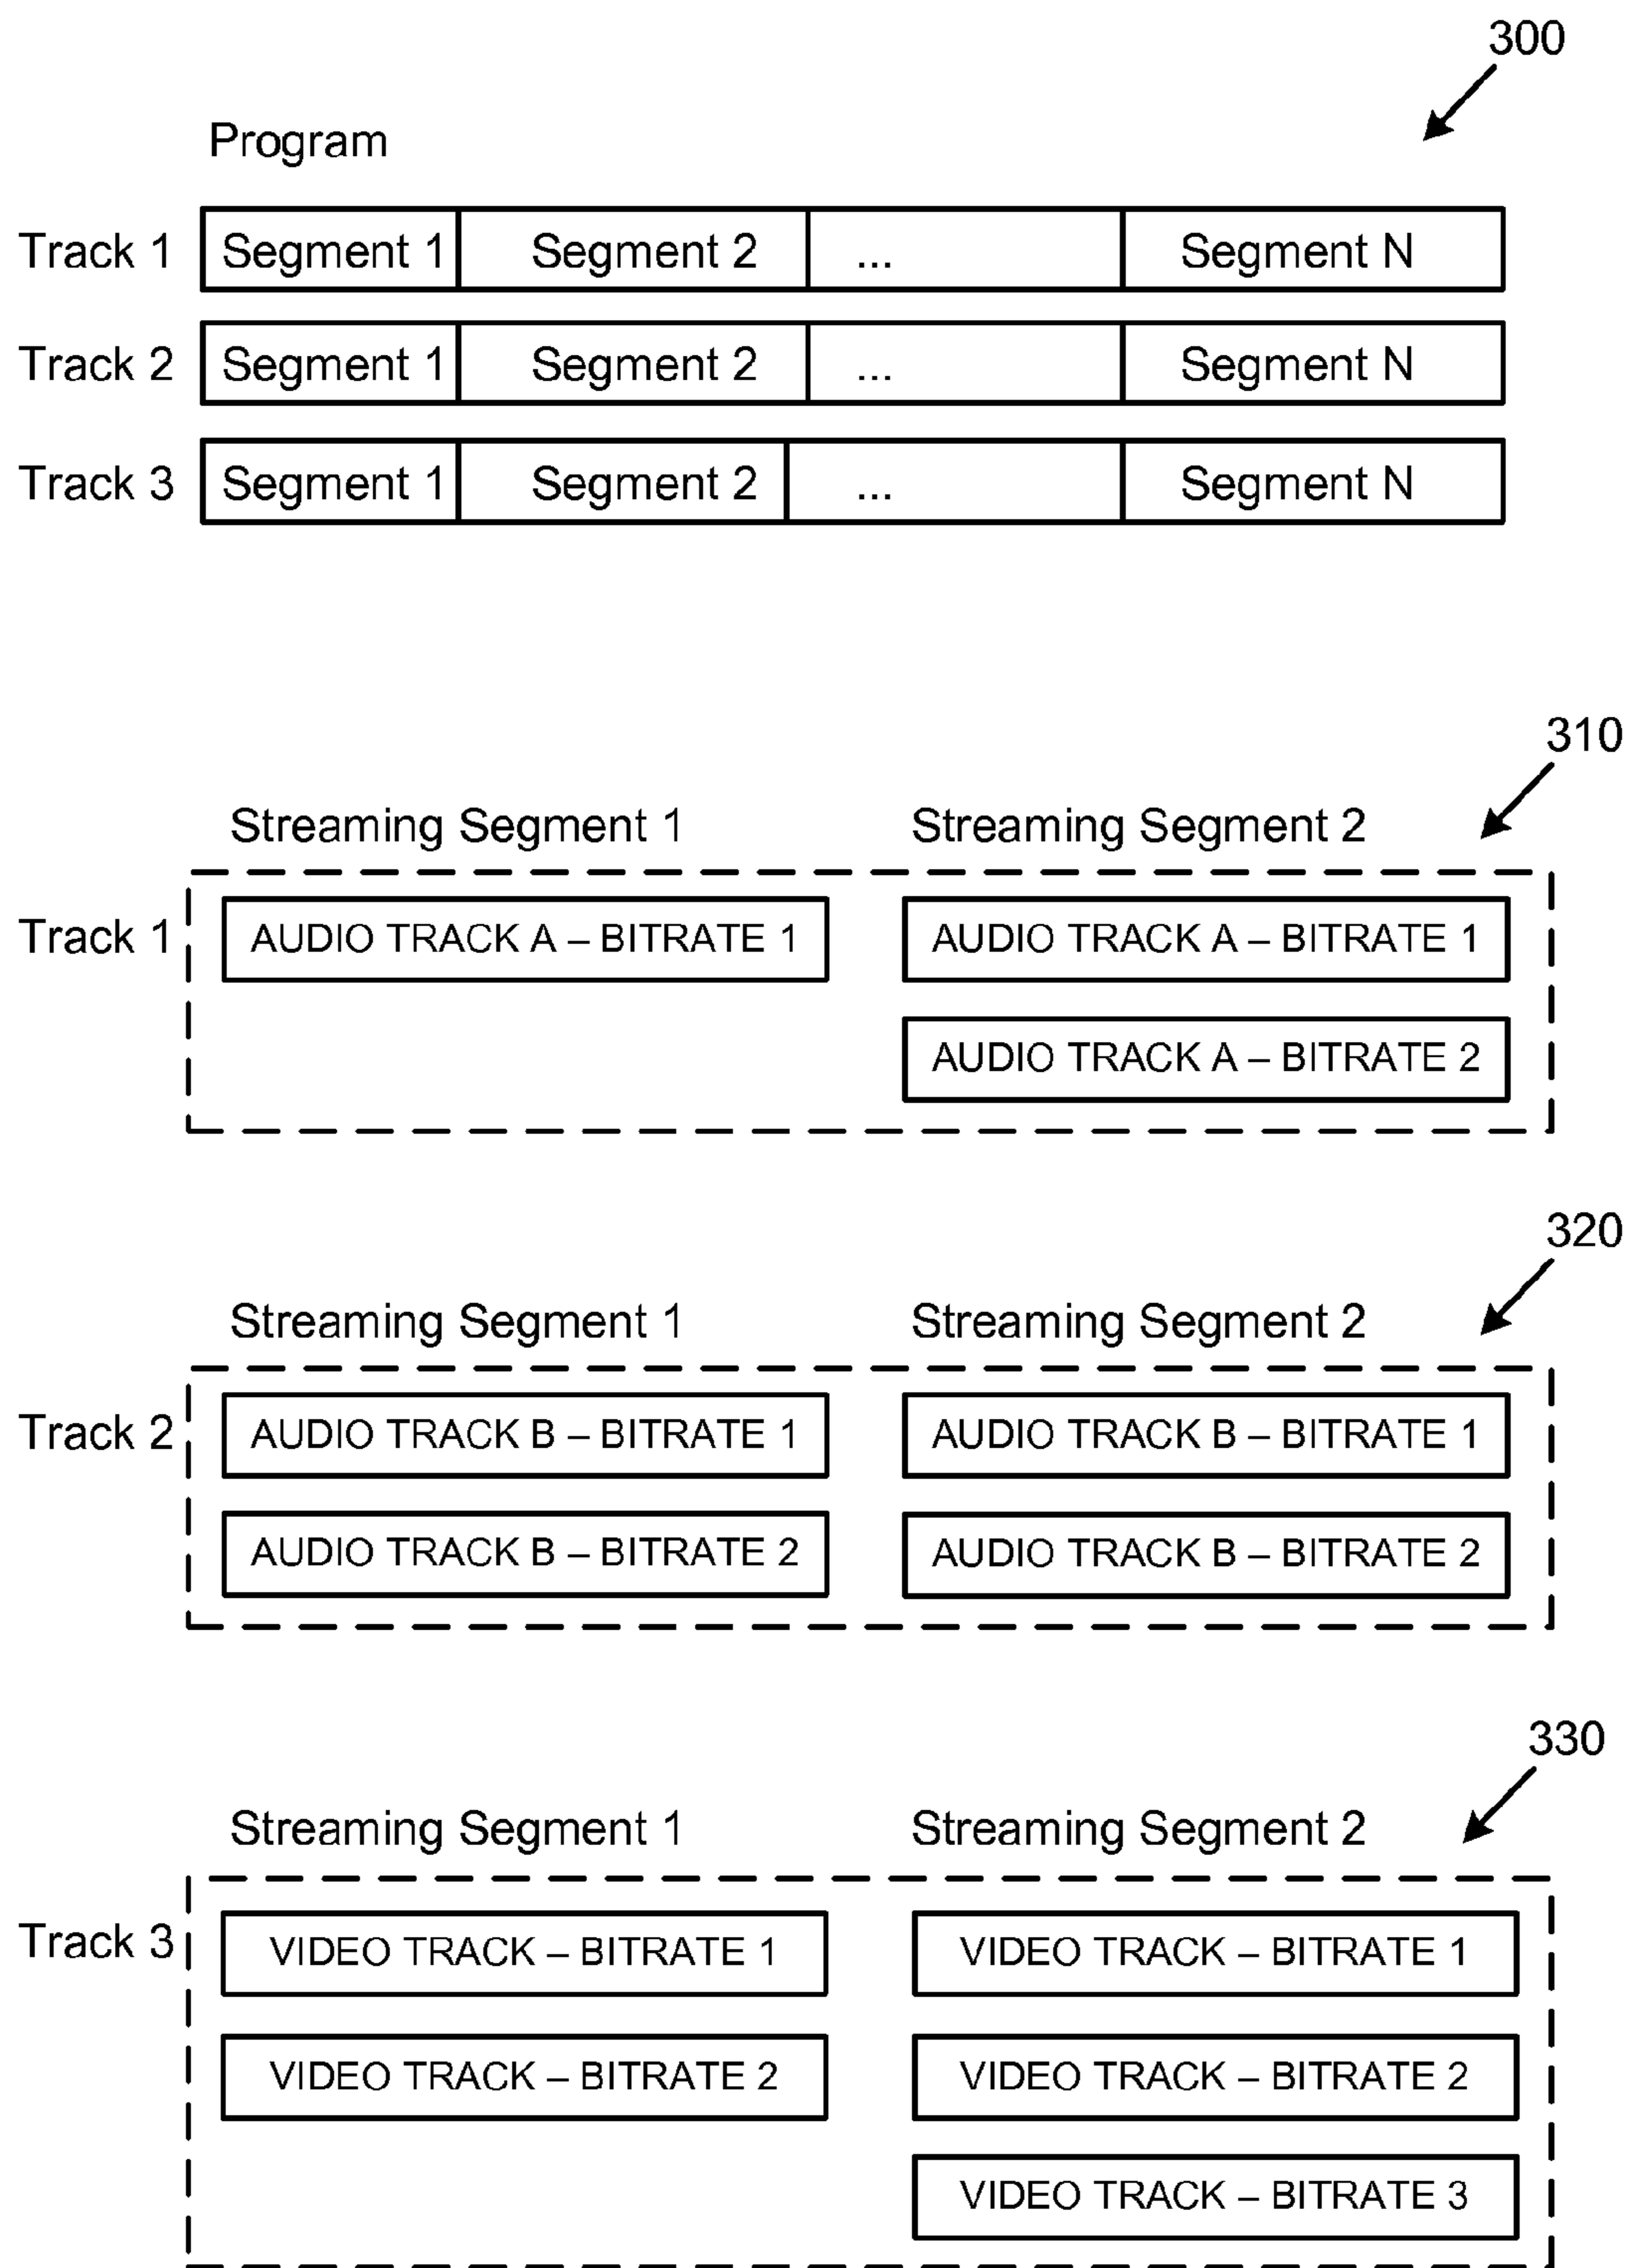 300
Program
Track 1 Segment 1 Segment 2 ... Segment N
Track 2 Segment 1 Segment 2 ... Segment N
Track 3 Segment 1 Segment 2 ... Segment N
310
Streaming Segment 1 Streaming Segment 2
Track 1 AUDIO TRACK A – BITRATE 1 AUDIO TRACK A – BITRATE 1
AUDIO TRACK A – BITRATE 2
320
Streaming Segment 1 Streaming Segment 2
Track 2 AUDIO TRACK B – BITRATE 1 AUDIO TRACK B – BITRATE 1
AUDIO TRACK B – BITRATE 2 AUDIO TRACK B – BITRATE 2
330
Streaming Segment 1 Streaming Segment 2
Track 3 VIDEO TRACK – BITRATE 1 VIDEO TRACK – BITRATE 1
VIDEO TRACK – BITRATE 2 VIDEO TRACK – BITRATE 2
VIDEO TRACK – BITRATE 3